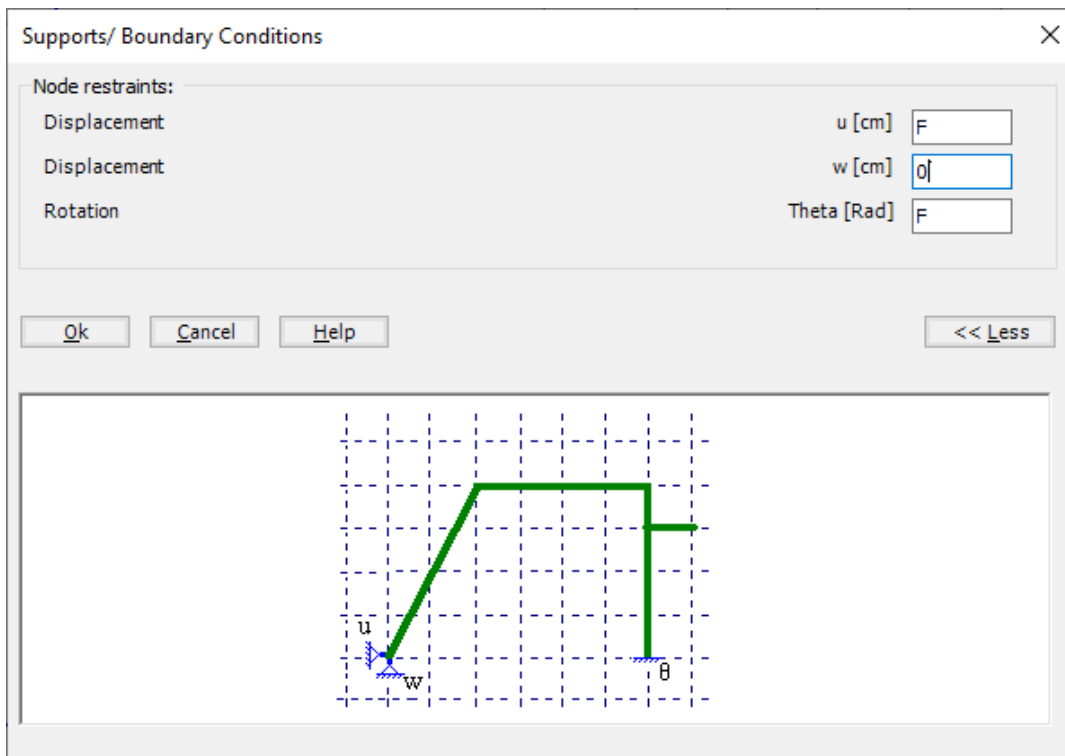 Supports/ Boundary Conditions
Node restraints:
Displacement u [cm] F
Displacement w [cm] 0
Rotation Theta [Rad] F
Ok Cancel Help << Less
u
w θ